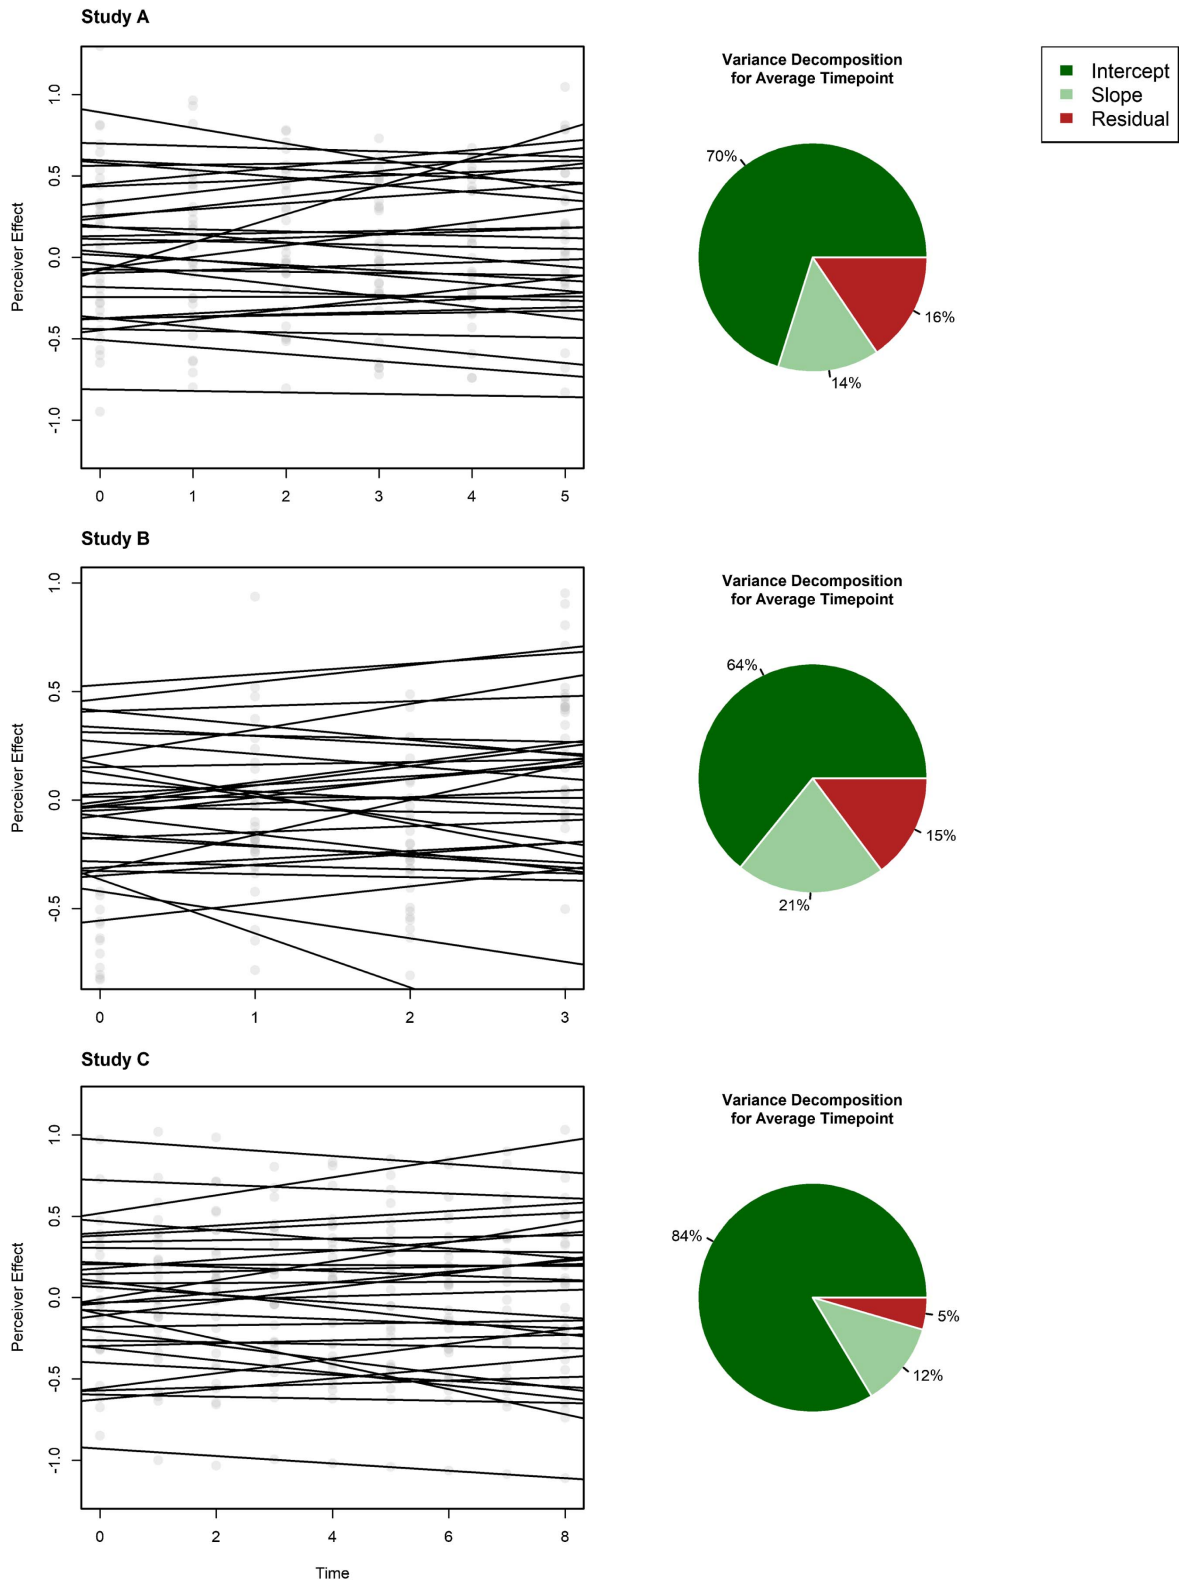 Study A
Variance Decomposition
for Average Timepoint
Intercept
Slope
Residual
Perceiver Effect
1.0
0.5
0.0
-0.5
-1.0
0 1 2 3 4 5
70%
16%
14%
Study B
Variance Decomposition
for Average Timepoint
Perceiver Effect
1.0
0.5
0.0
-0.5
0 1 2 3
64%
15%
21%
Study C
Variance Decomposition
for Average Timepoint
Perceiver Effect
1.0
0.5
0.0
-0.5
-1.0
0 2 4 6 8
Time
84%
5%
12%